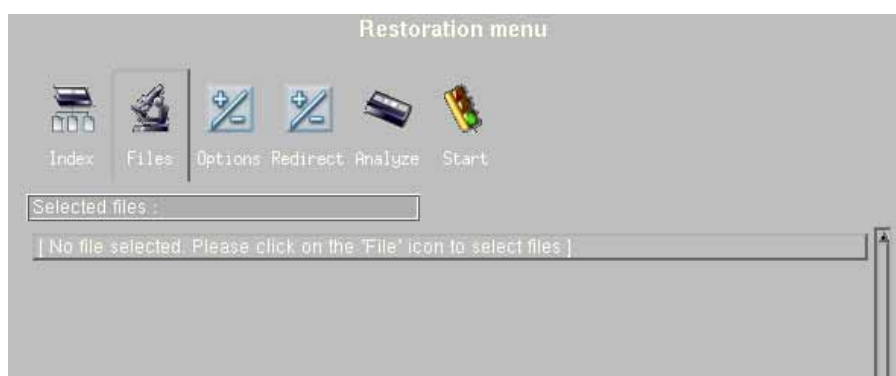 Restoration menu
Index Files Options Redirect Analyze Start
Selected files :
[ No file selected. Please click on the "File" icon to select files ]